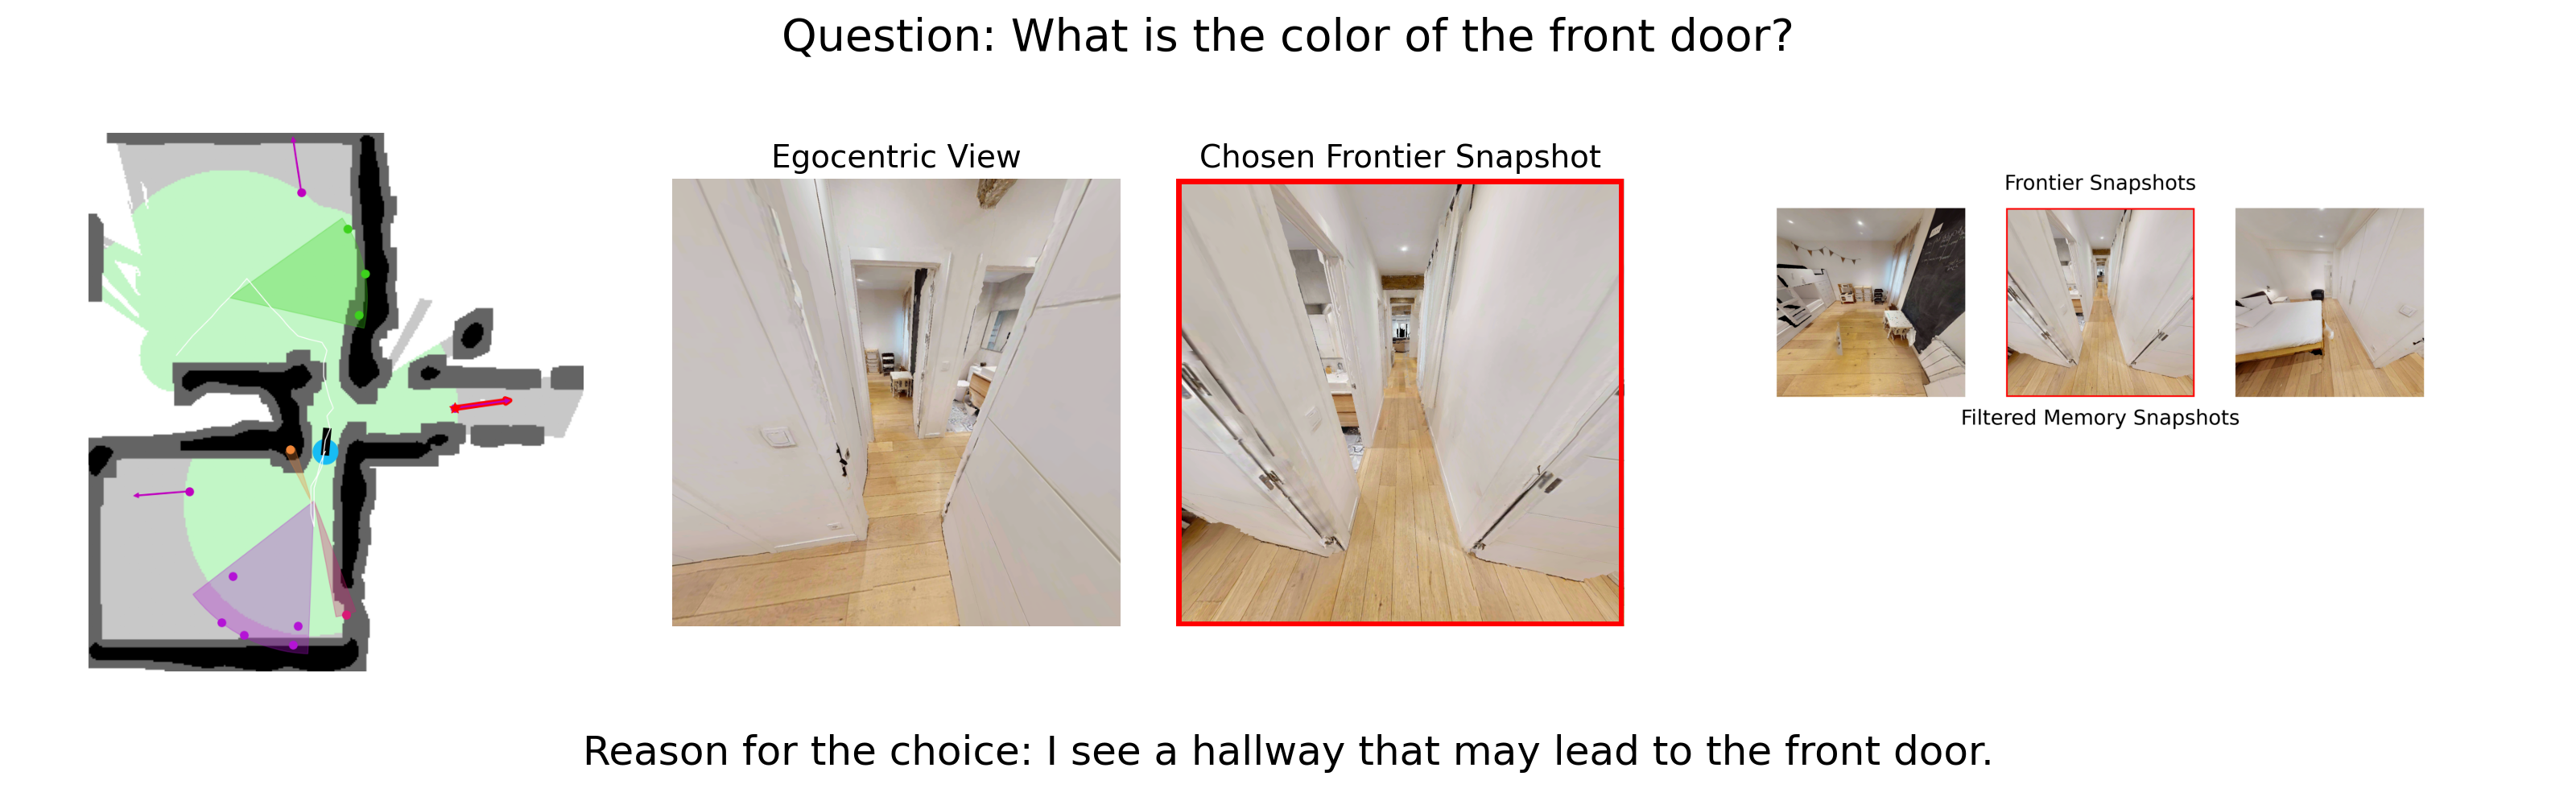 Question: What is the color of the front door?
Egocentric View
Chosen Frontier Snapshot
Frontier Snapshots
Filtered Memory Snapshots
Reason for the choice: I see a hallway that may lead to the front door.